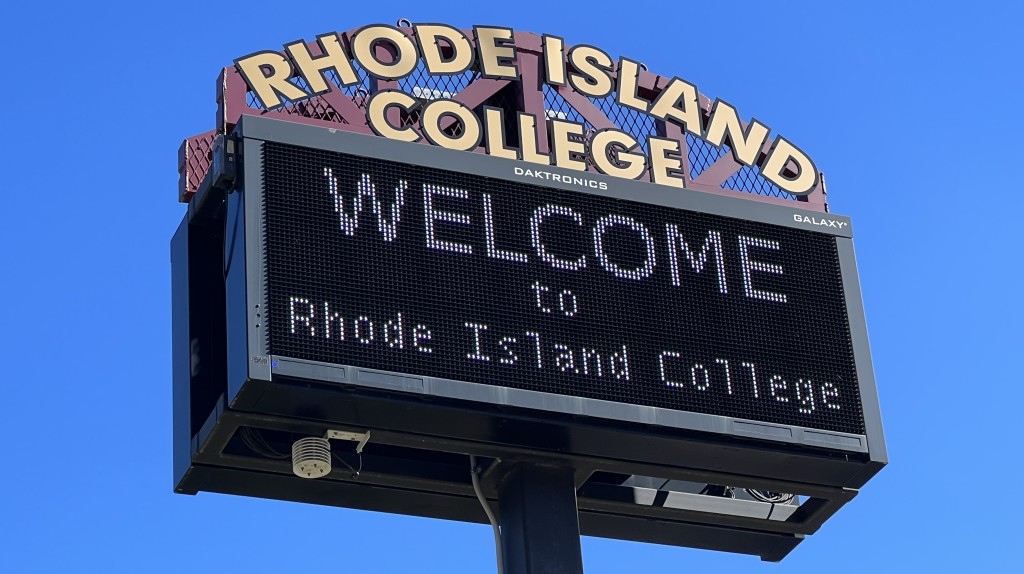 RHODE ISLAND
COLLEGE
DAKTRONICS
GALAXY®
WELCOME
to
Rhode Island College